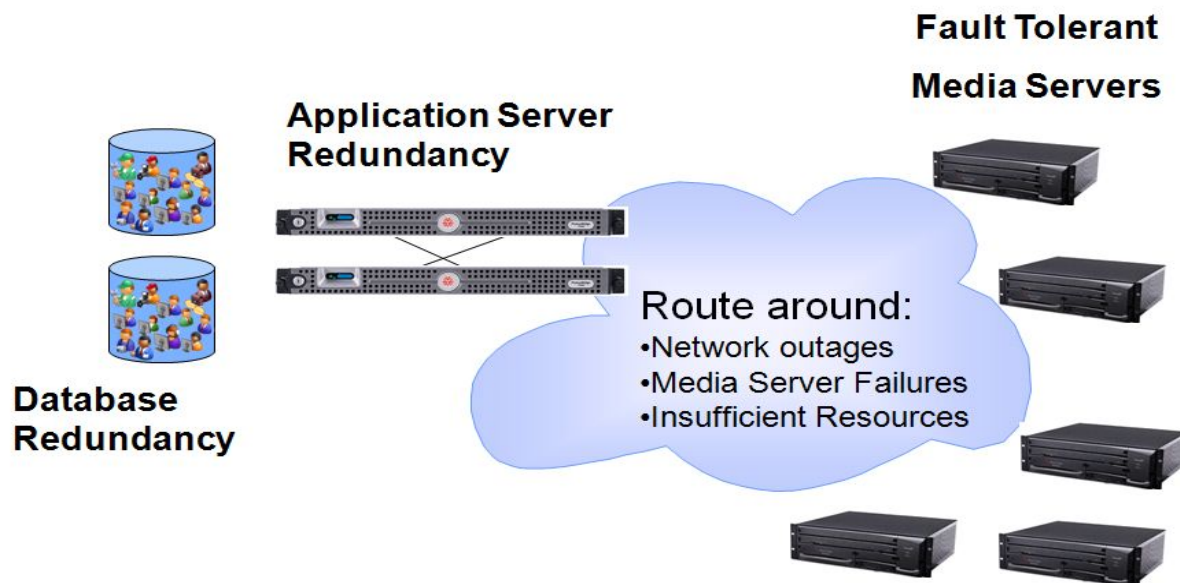 Fault Tolerant
Media Servers
Application Server
Redundancy
Route around:
•Network outages
•Media Server Failures
•Insufficient Resources
Database
Redundancy